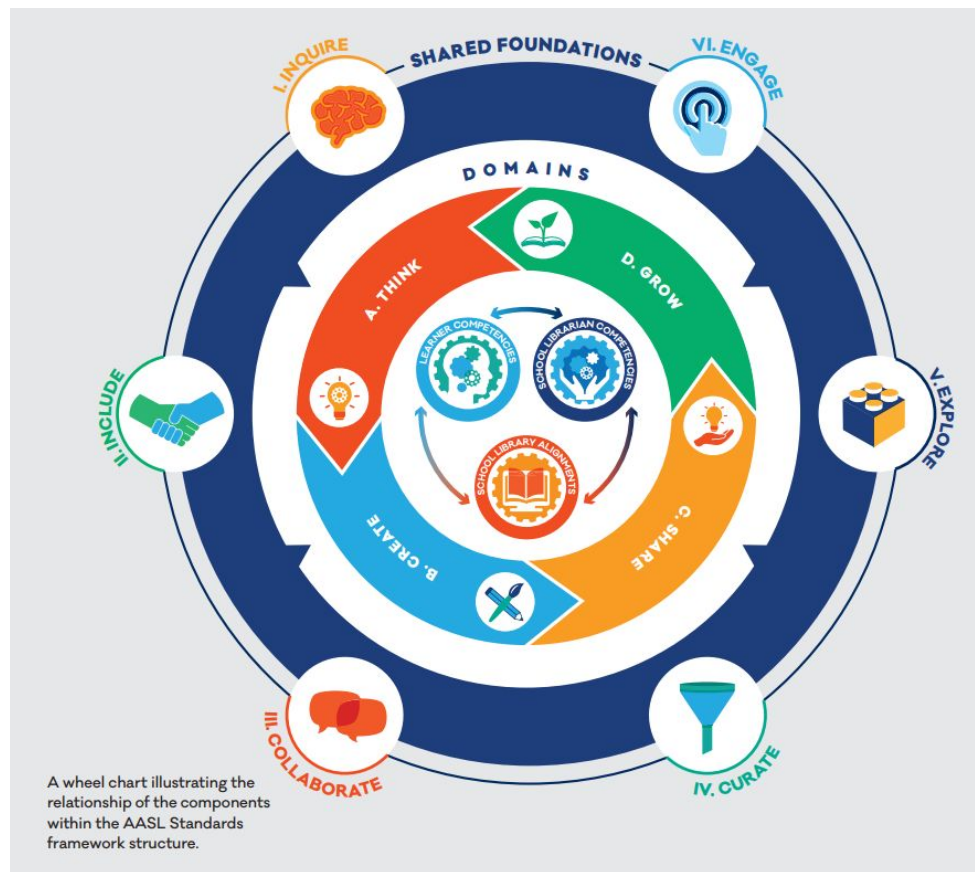 SHARED FOUNDATIONS
I. INQUIRE
VI. ENGAGE
DOMAINS
A. THINK
D. GROW
LEARNER COMPETENCIES
SCHOOL LIBRARIAN COMPETENCIES
II. INCLUDE
V. EXPLORE
SCHOOL LIBRARY ALIGNMENTS
B. CREATE
C. SHARE
III. COLLABORATE
IV. CURATE
A wheel chart illustrating the
relationship of the components
within the AASL Standards
framework structure.